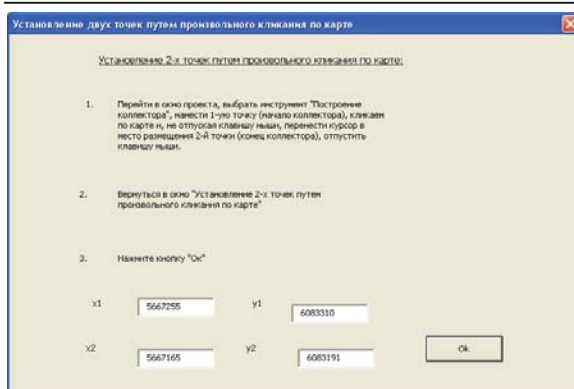 Установление двух точек путем произвольного кликания по карте
Установление 2-х точек путем произвольного кликания по карте:
1. Перейти в окно проекта, выбрать инструмент "Построение
коллектора", нанести 1-ую точку (начало коллектора), кликаем
по карте и, не отпуская клавишу мыши, перенести курсор в
место размещения 2-й точки (конец коллектора), отпустить
клавишу мыши.
2. Вернуться в окно "Установление 2-х точек путем
произвольного кликания по карте"
3. Нажмите кнопку "Ок"
x1 5667255 y1 6083310
x2 5667165 y2 6083191 Ok